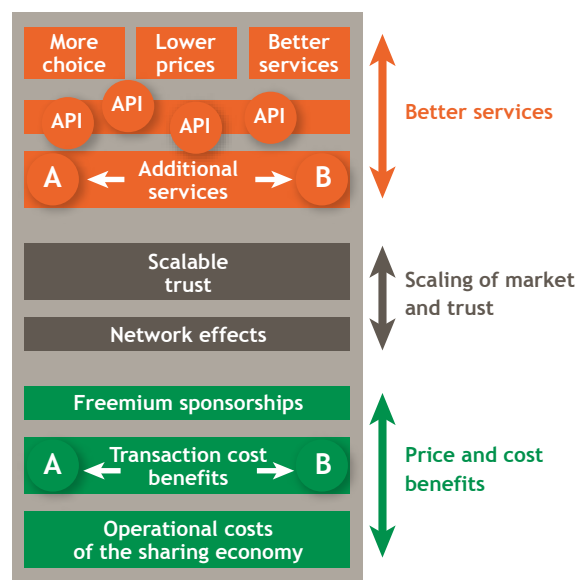 More
choice
Lower
prices
Better
services
API
API
API
API
Better services
A
Additional
services
B
Scalable
trust
Scaling of market
and trust
Network effects
Freemium sponsorships
A
Transaction cost
benefits
B
Price and cost
benefits
Operational costs
of the sharing economy